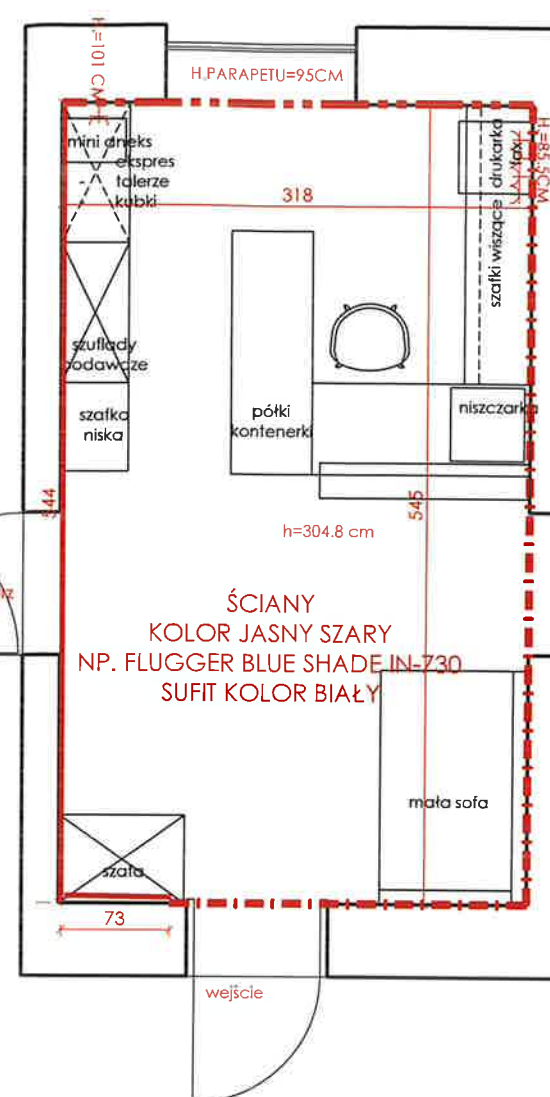 H.=101 CM
H.PARAPETU=95CM
mini aneks
ekspres
talerze
kubki
318
szafki wiszące drukarka
fax
H=85,5CM
szuflady
podawcze
szafka
niska
półki
kontenerki
niszczarka
544
545
h=304.8 cm
ŚCIANY
KOLOR JASNY SZARY
NP. FLUGGER BLUE SHADE IN-730
SUFIT KOLOR BIAŁY
mała sofa
szafa
73
wejście